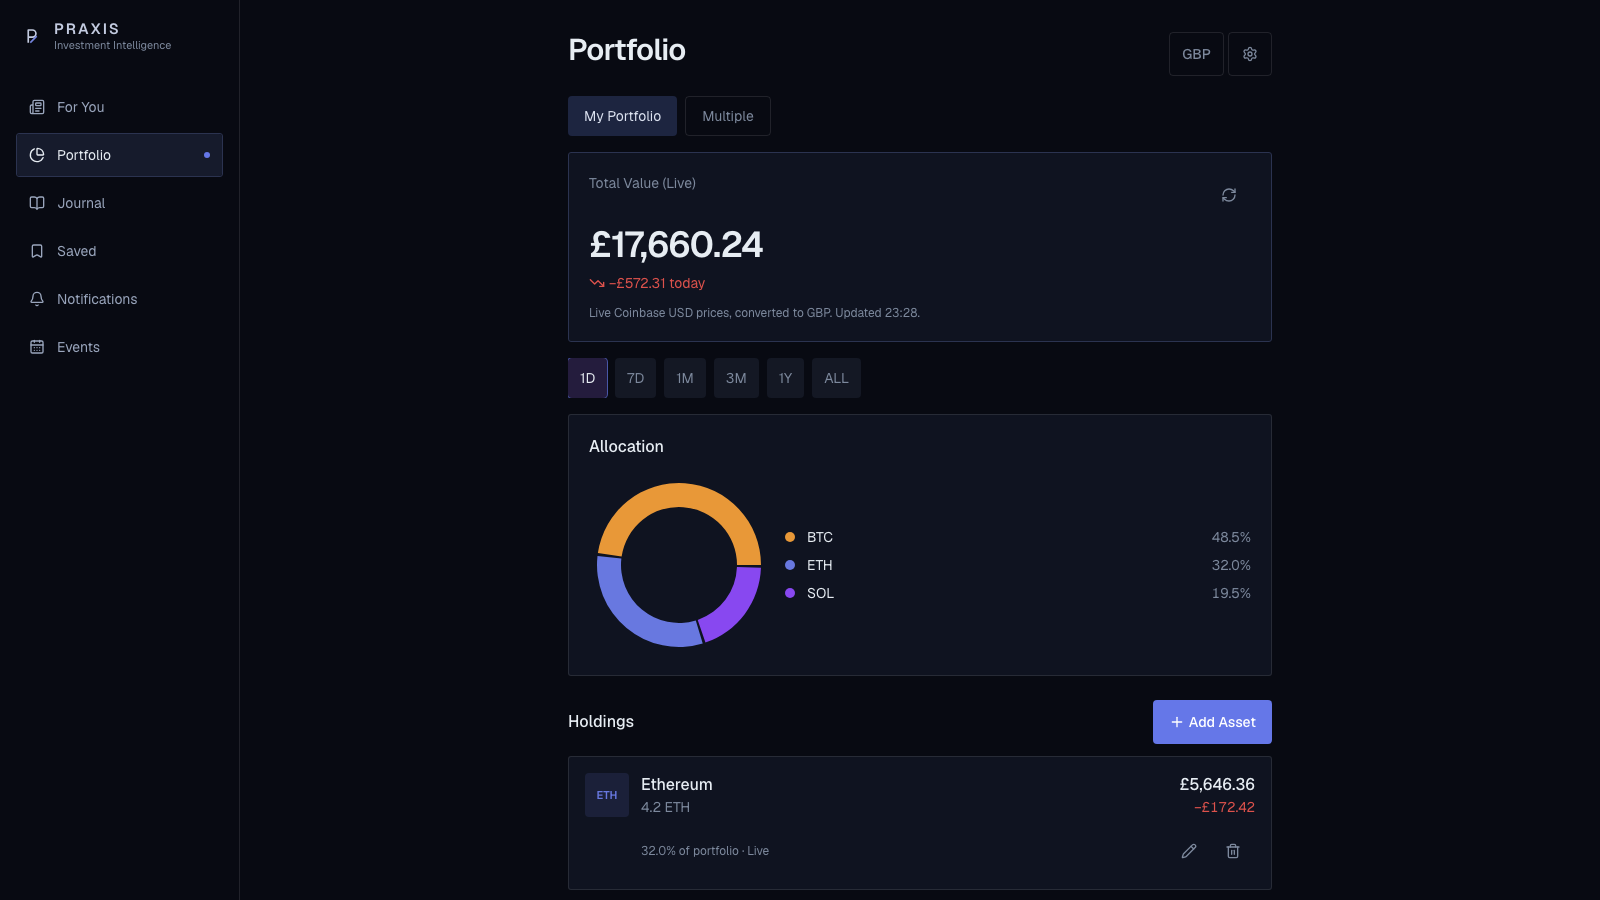 PRAXIS
Investment Intelligence
For You
Portfolio
Journal
Saved
Notifications
Events
Portfolio
GBP
My Portfolio
Multiple
Total Value (Live)
£17,660.24
−£572.31 today
Live Coinbase USD prices, converted to GBP. Updated 23:28.
1D
7D
1M
3M
1Y
ALL
Allocation
BTC
48.5%
ETH
32.0%
SOL
19.5%
Holdings
+ Add Asset
ETH
Ethereum
£5,646.36
4.2 ETH
−£172.42
32.0% of portfolio · Live